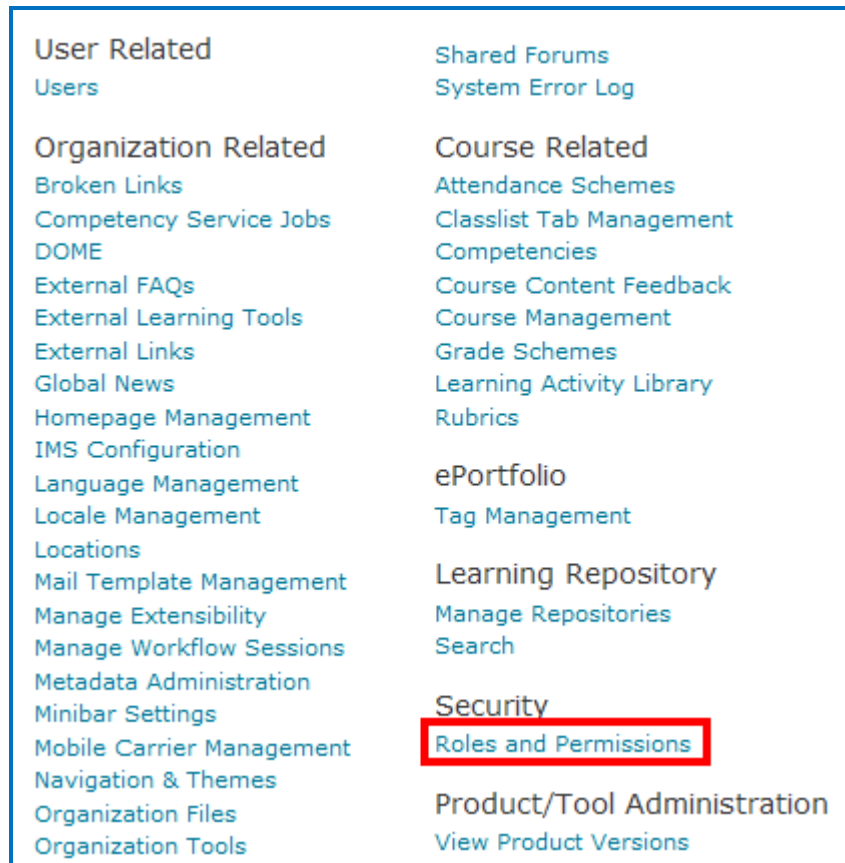 User Related
Users
Organization Related
Broken Links
Competency Service Jobs
DOME
External FAQs
External Learning Tools
External Links
Global News
Homepage Management
IMS Configuration
Language Management
Locale Management
Locations
Mail Template Management
Manage Extensibility
Manage Workflow Sessions
Metadata Administration
Minibar Settings
Mobile Carrier Management
Navigation & Themes
Organization Files
Organization Tools
Shared Forums
System Error Log
Course Related
Attendance Schemes
Classlist Tab Management
Competencies
Course Content Feedback
Course Management
Grade Schemes
Learning Activity Library
Rubrics
ePortfolio
Tag Management
Learning Repository
Manage Repositories
Search
Security
Roles and Permissions
Product/Tool Administration
View Product Versions